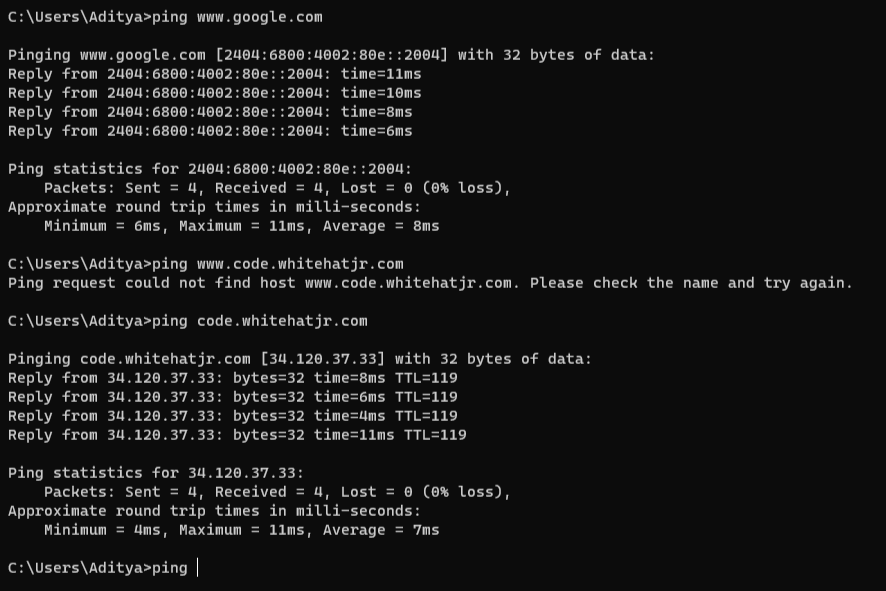 C:\Users\Aditya>ping www.google.com
Pinging www.google.com [2404:6800:4002:80e::2004] with 32 bytes of data:
Reply from 2404:6800:4002:80e::2004: time=11ms
Reply from 2404:6800:4002:80e::2004: time=10ms
Reply from 2404:6800:4002:80e::2004: time=8ms
Reply from 2404:6800:4002:80e::2004: time=6ms
Ping statistics for 2404:6800:4002:80e::2004:
    Packets: Sent = 4, Received = 4, Lost = 0 (0% loss),
Approximate round trip times in milli-seconds:
    Minimum = 6ms, Maximum = 11ms, Average = 8ms
C:\Users\Aditya>ping www.code.whitehatjr.com
Ping request could not find host www.code.whitehatjr.com. Please check the name and try again.
C:\Users\Aditya>ping code.whitehatjr.com
Pinging code.whitehatjr.com [34.120.37.33] with 32 bytes of data:
Reply from 34.120.37.33: bytes=32 time=8ms TTL=119
Reply from 34.120.37.33: bytes=32 time=6ms TTL=119
Reply from 34.120.37.33: bytes=32 time=4ms TTL=119
Reply from 34.120.37.33: bytes=32 time=11ms TTL=119
Ping statistics for 34.120.37.33:
    Packets: Sent = 4, Received = 4, Lost = 0 (0% loss),
Approximate round trip times in milli-seconds:
    Minimum = 4ms, Maximum = 11ms, Average = 7ms
C:\Users\Aditya>ping